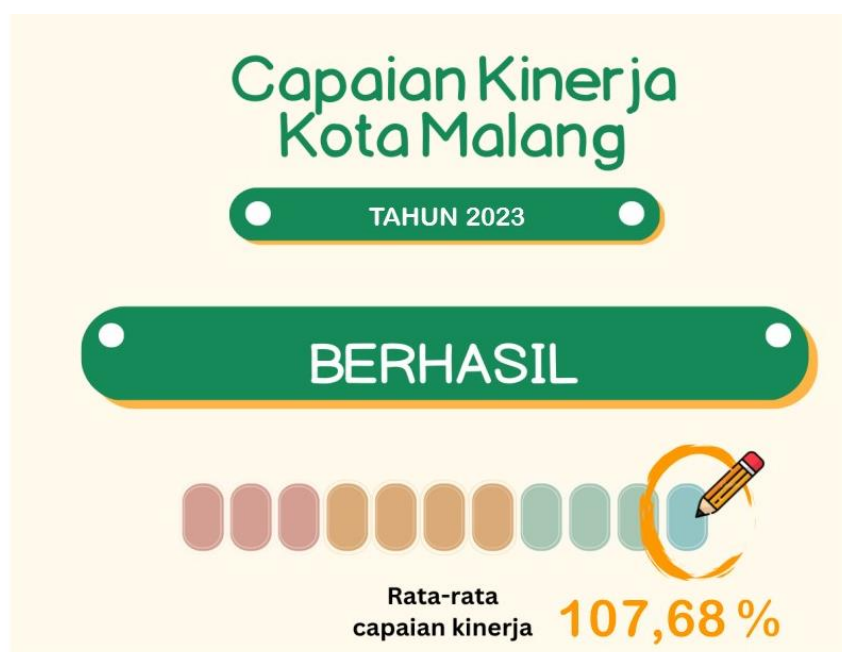 Capaian Kinerja
Kota Malang
TAHUN 2023
BERHASIL
Rata-rata
capaian kinerja
107,68 %